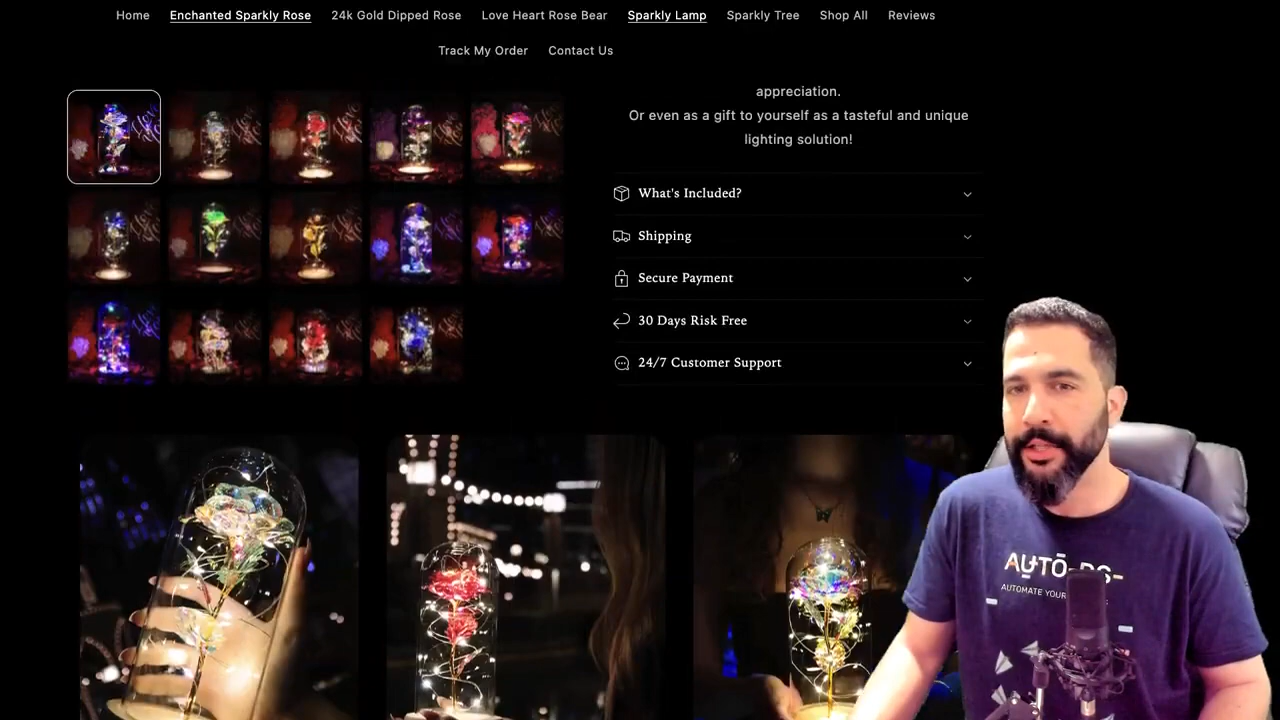 Home Enchanted Sparkly Rose 24k Gold Dipped Rose Love Heart Rose Bear Sparkly Lamp Sparkly Tree Shop All Reviews
Track My Order Contact Us
appreciation.
Or even as a gift to yourself as a tasteful and unique
lighting solution!
What's Included?
Shipping
Secure Payment
30 Days Risk Free
24/7 Customer Support
AUTO-DS
AUTOMATE YOUR